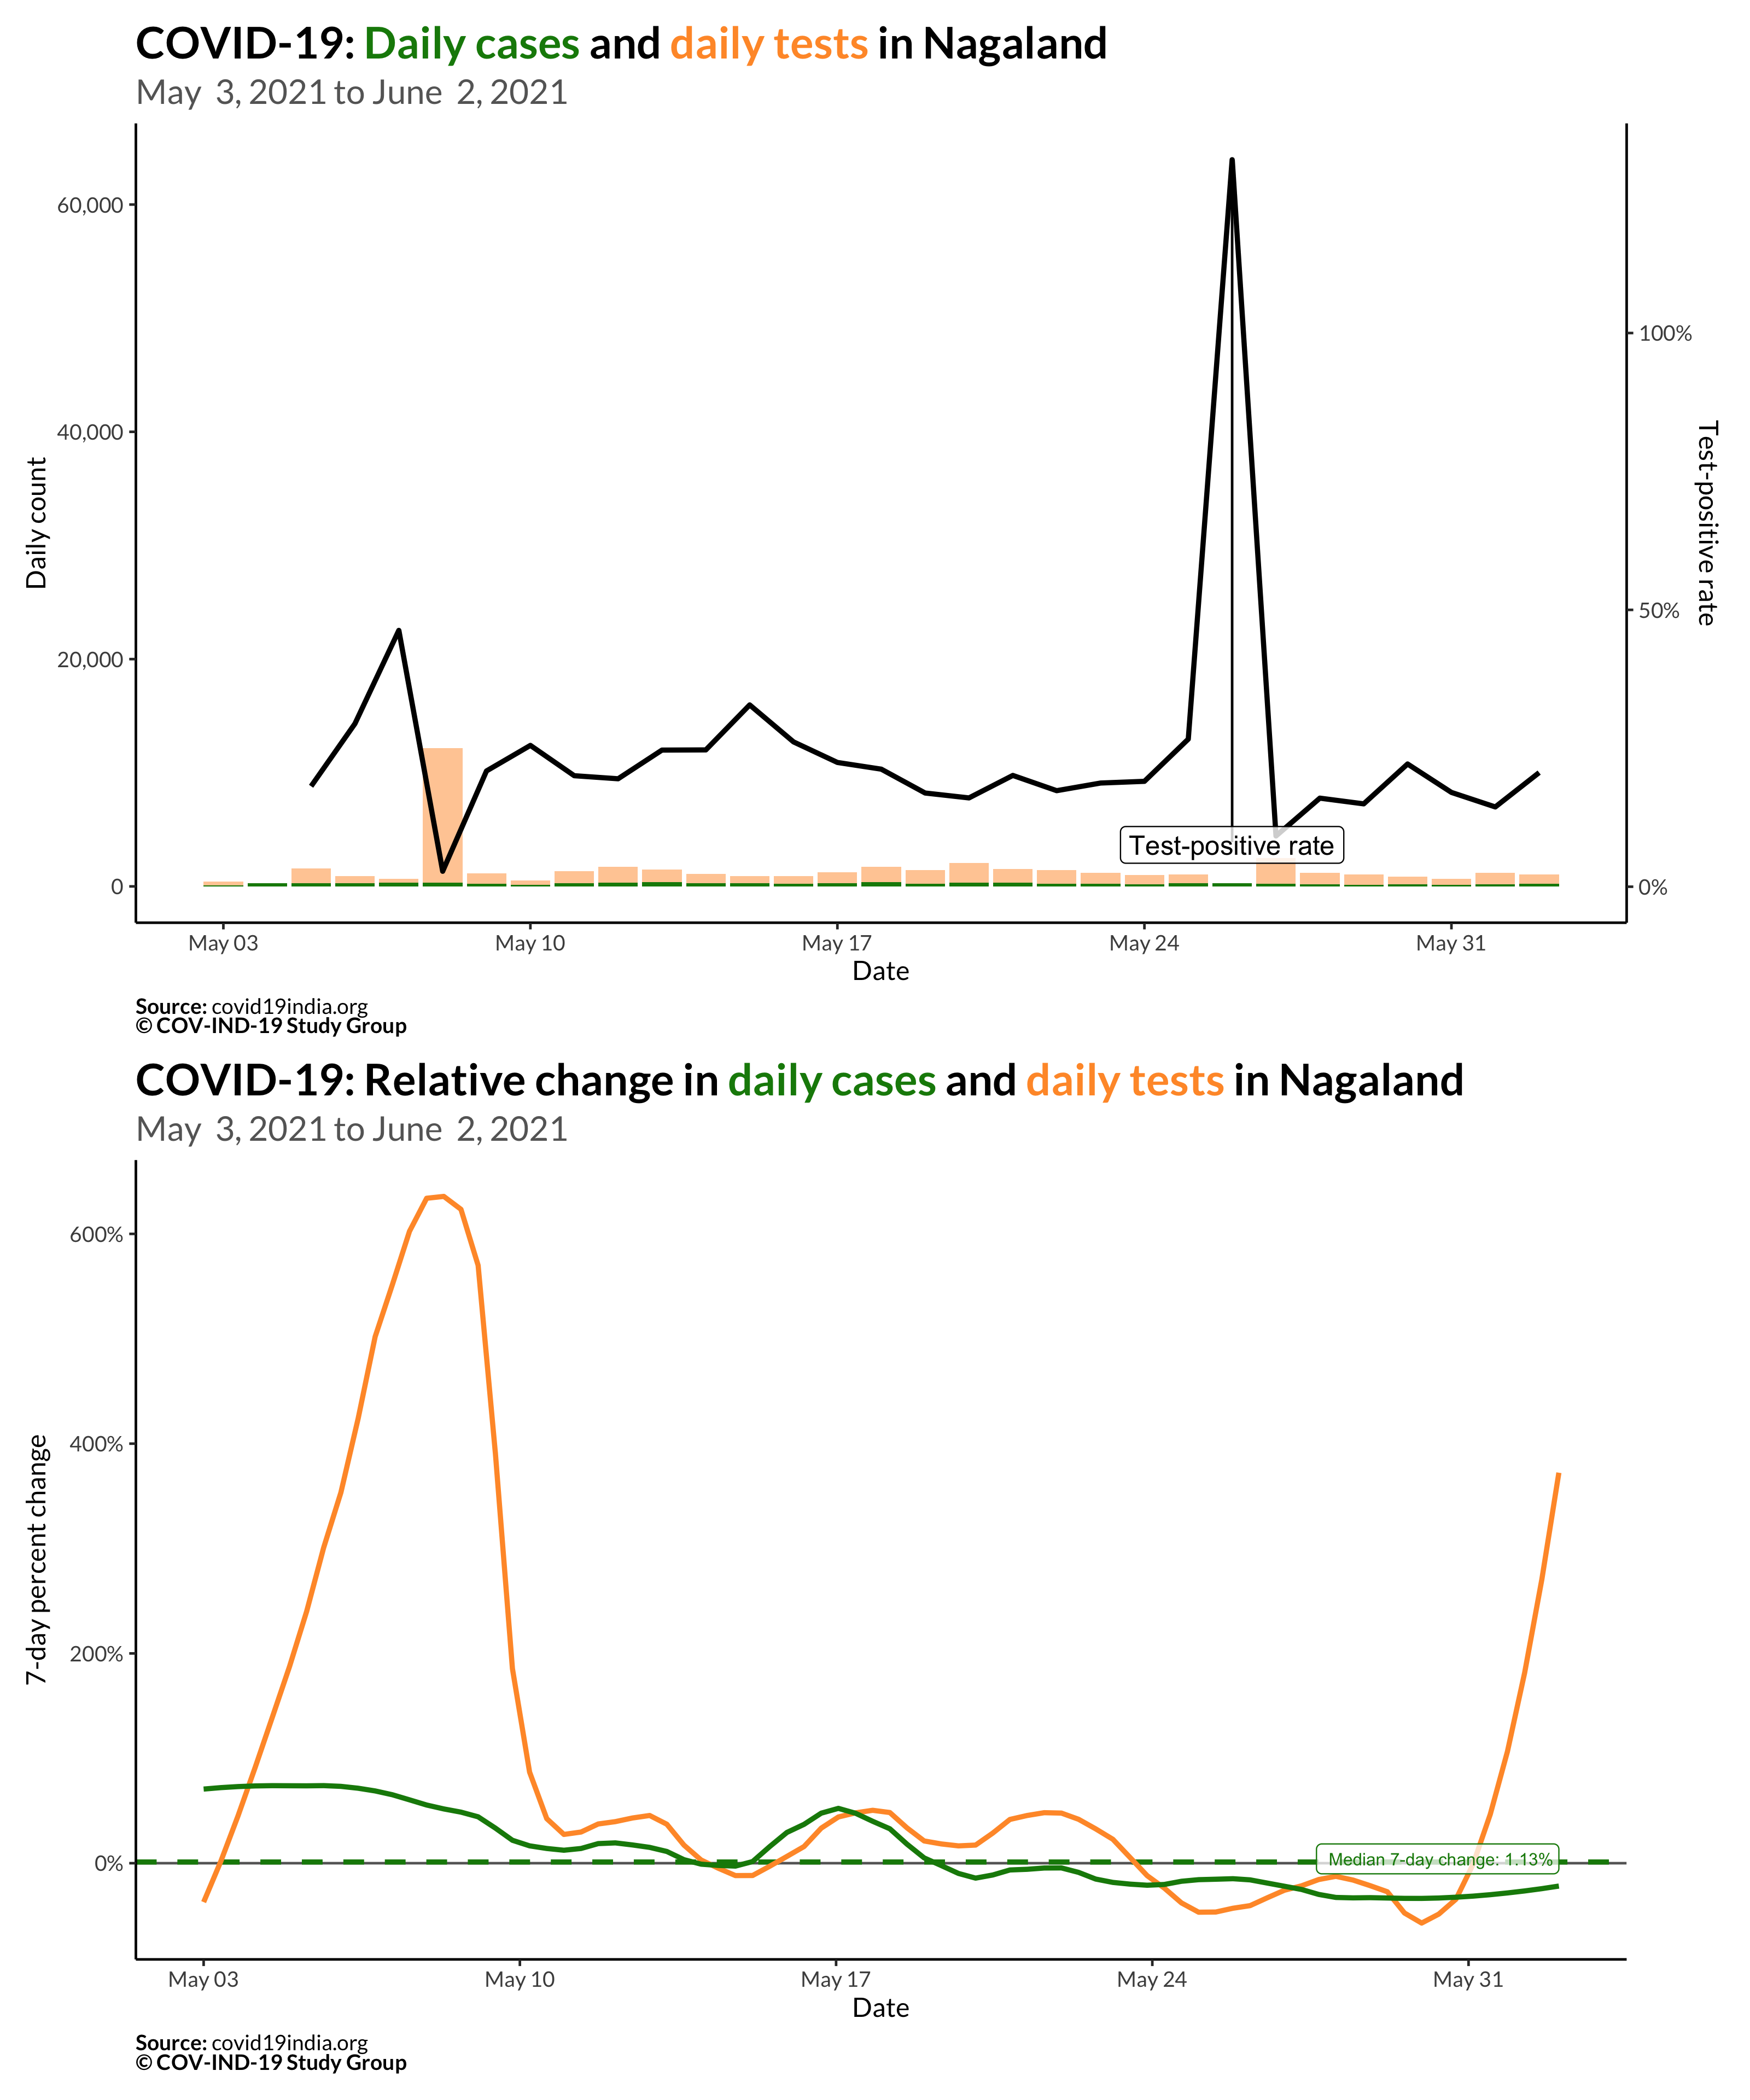 COVID-19: Daily cases and daily tests in Nagaland
May 3, 2021 to June 2, 2021
60,000
40,000
20,000
0
Daily count
100%
50%
0%
Test-positive rate
Test-positive rate
May 03
May 10
May 17
May 24
May 31
Date
Source: covid19india.org
© COV-IND-19 Study Group
COVID-19: Relative change in daily cases and daily tests in Nagaland
May 3, 2021 to June 2, 2021
600%
400%
200%
0%
7-day percent change
Median 7-day change: 1.13%
May 03
May 10
May 17
May 24
May 31
Date
Source: covid19india.org
© COV-IND-19 Study Group